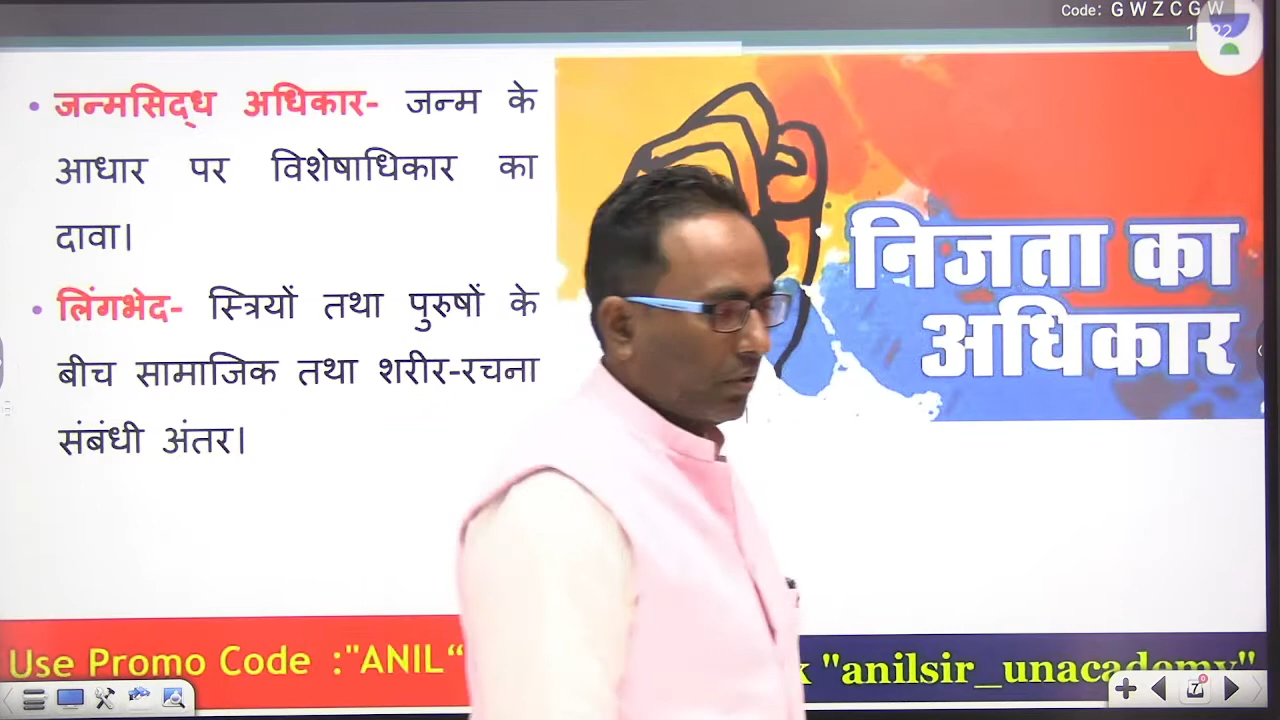 Code: G W Z C G W
• जन्मसिद्ध अधिकार- जन्म के
आधार पर विशेषाधिकार का
दावा।
• लिंगभेद- स्त्रियों तथा पुरुषों के
बीच सामाजिक तथा शरीर-रचना
संबंधी अंतर।
निजता का
अधिकार
Use Promo Code :"ANIL“
"anilsir_unacademy"
7